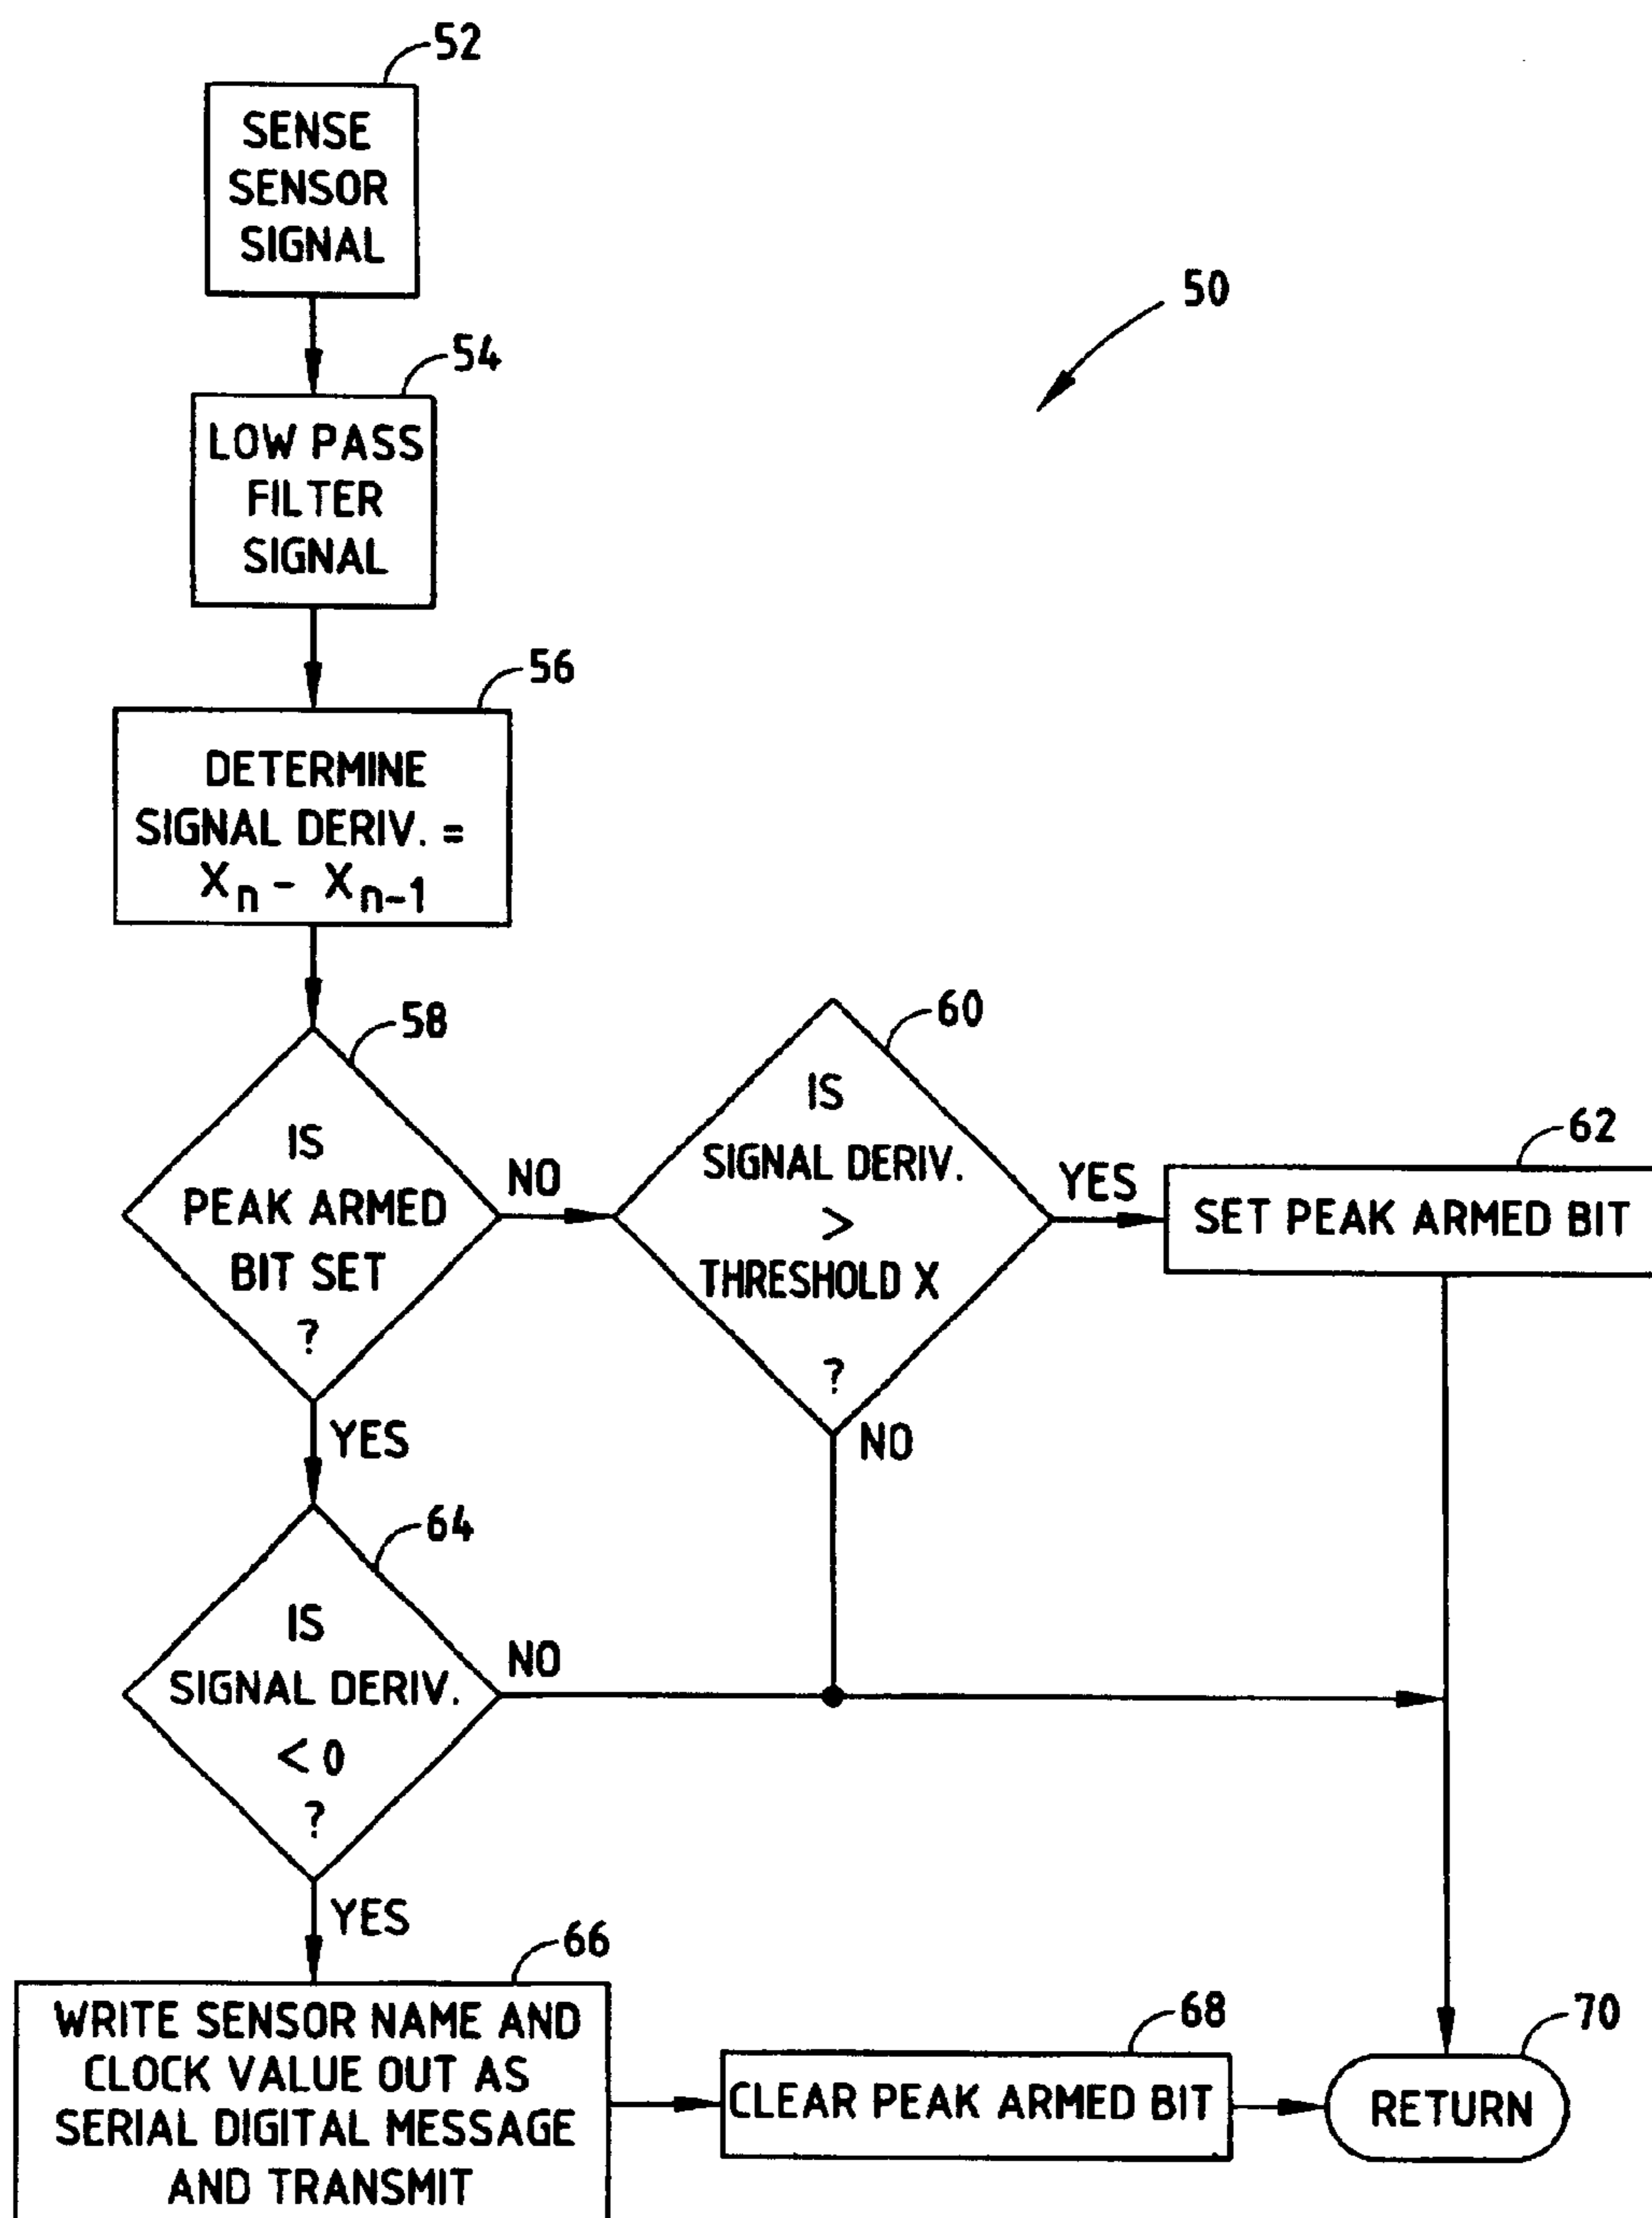 52
SENSE
SENSOR
SIGNAL
50
54
LOW PASS
FILTER
SIGNAL
56
DETERMINE
SIGNAL DERIV. =
Xn - Xn-1
58
IS
PEAK ARMED
BIT SET
?
NO
60
IS
SIGNAL DERIV.
>
THRESHOLD X
?
YES
62
SET PEAK ARMED BIT
NO
YES
64
IS
SIGNAL DERIV.
< 0
?
NO
YES
66
WRITE SENSOR NAME AND
CLOCK VALUE OUT AS
SERIAL DIGITAL MESSAGE
AND TRANSMIT
68
CLEAR PEAK ARMED BIT
70
RETURN